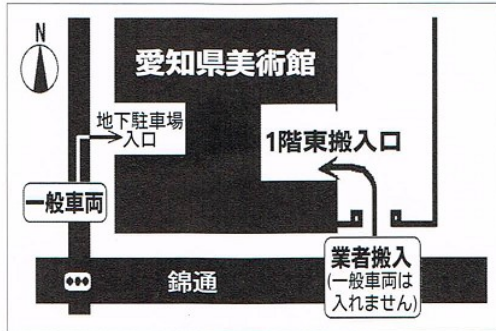 N
愛知県美術館
地下駐車場
入口
1階東搬入口
一般車両
業者搬入
(一般車両は
入れません)
錦通